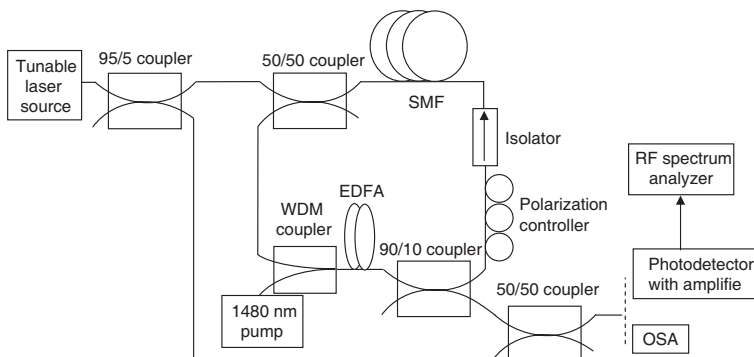 95/5 coupler
50/50 coupler
Tunable
laser
source
SMF
Isolator
RF spectrum
analyzer
EDFA
WDM
coupler
Polarization
controller
90/10 coupler
50/50 coupler
Photodetector
with amplifie
1480 nm
pump
OSA